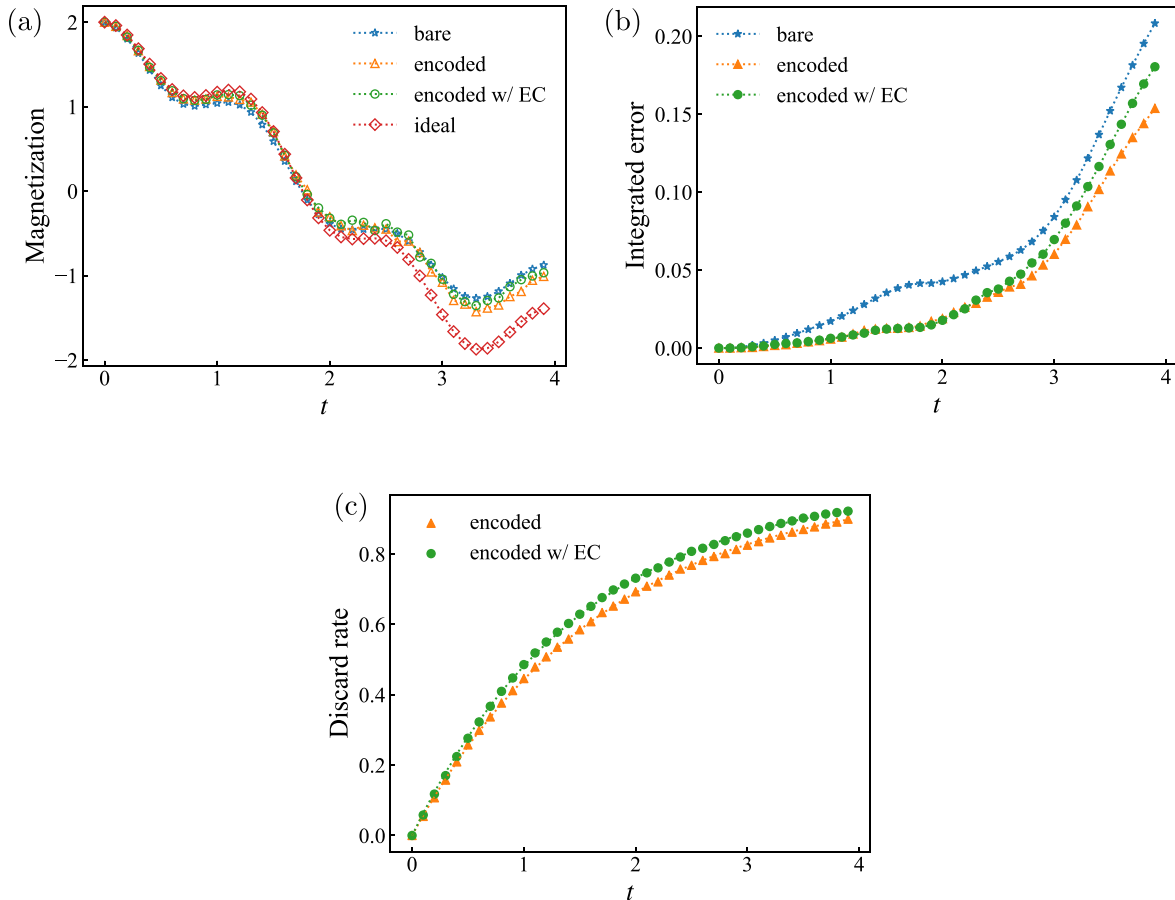 (a)
2
1
0
−1
−2
Magnetization
bare
encoded
encoded w/ EC
ideal
0 1 2 3 4
t
(b)
0.20
0.15
0.10
0.05
0.00
Integrated error
bare
encoded
encoded w/ EC
0 1 2 3 4
t
(c)
0.8
0.6
0.4
0.2
0.0
Discard rate
encoded
encoded w/ EC
0 1 2 3 4
t